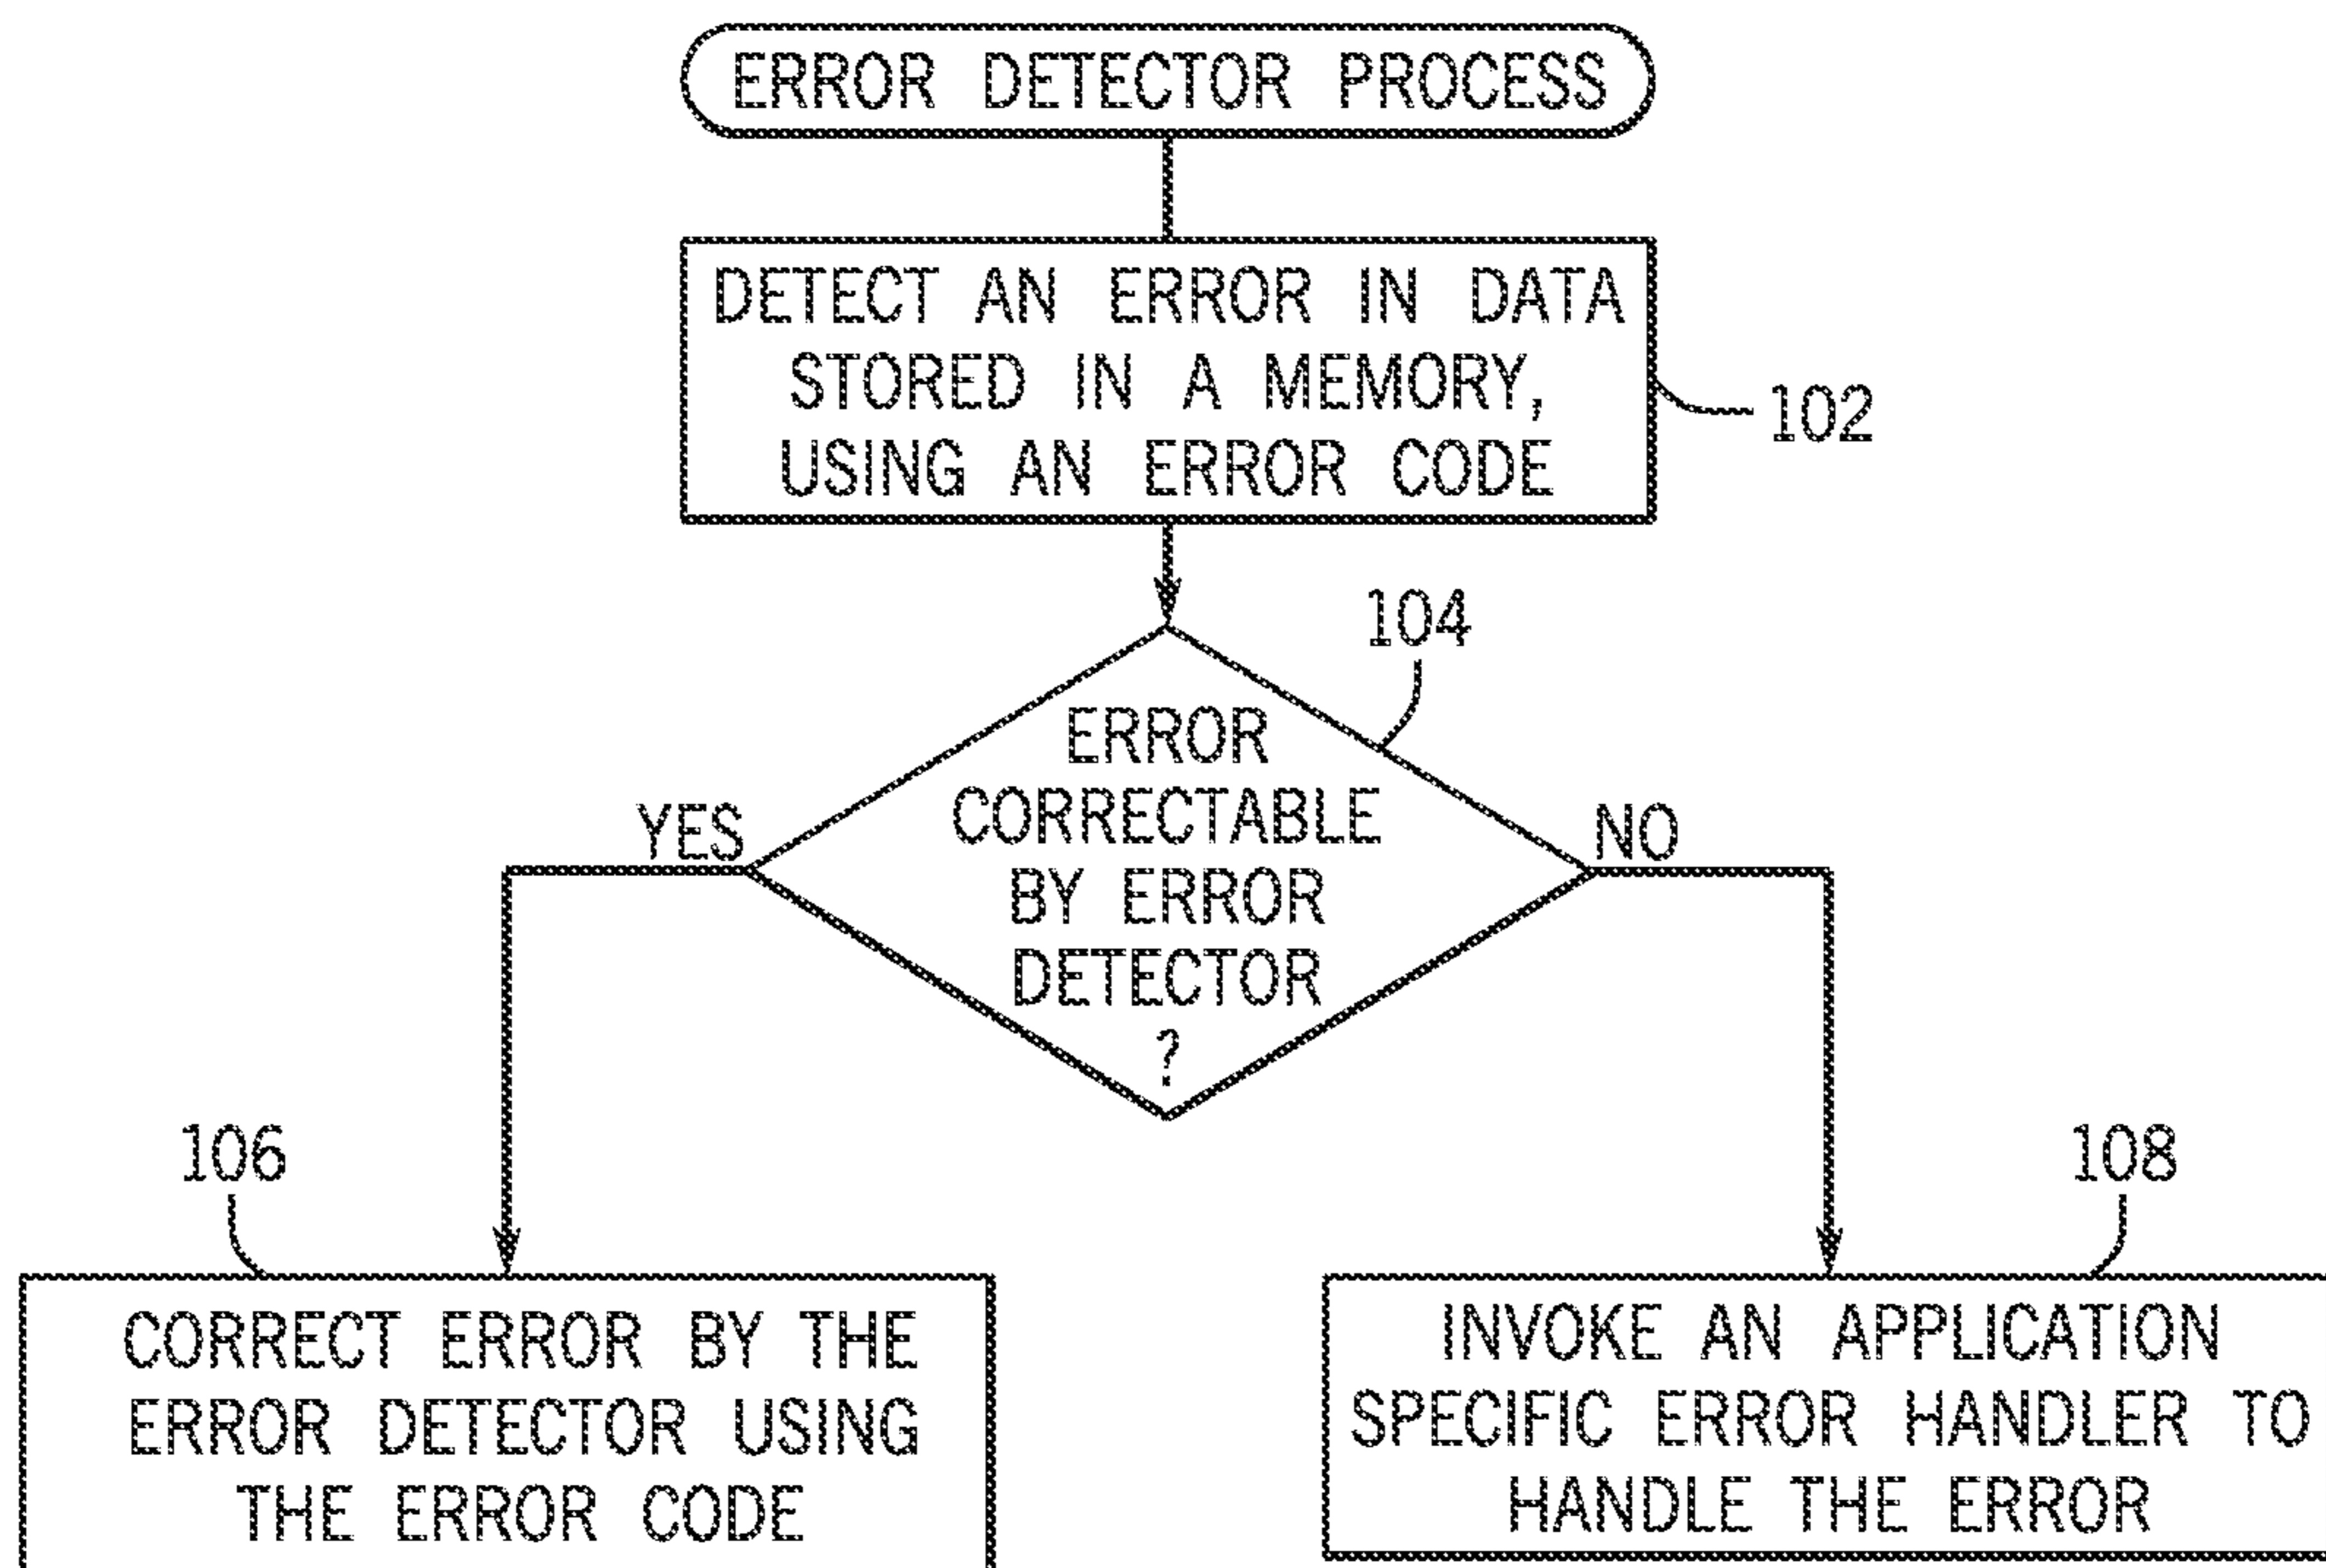 ERROR DETECTOR PROCESS
DETECT AN ERROR IN DATA
STORED IN A MEMORY,
USING AN ERROR CODE
102
104
ERROR
CORRECTABLE
BY ERROR
DETECTOR
?
YES
NO
106
CORRECT ERROR BY THE
ERROR DETECTOR USING
THE ERROR CODE
108
INVOKE AN APPLICATION
SPECIFIC ERROR HANDLER TO
HANDLE THE ERROR